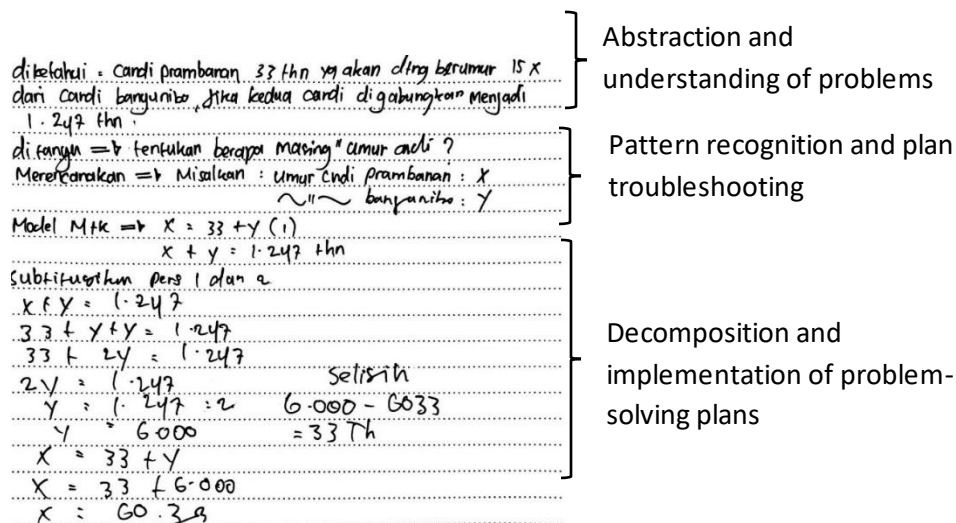 diketahui : Candi prambanan 33 thn yg akan dtng berumur 15 x
dari Candi banyunibo, jika kedua candi digabungkan Menjadi
1.247 thn.
ditanya => tentukan berapa masing" umur cndi ?
Merencanakan => Misalkan : umur cndi prambanan : X
~ " ~ banyunibo : Y
Model Mtk => X = 33 + y (1)
X + y = 1.247 thn
Subtitusikan pers 1 dan 2
X + Y = 1.247
33 + y + y = 1.247
33 + 2y = 1.247
2y = 1.247
y = 1.247 : 2
y = 6.000
X = 33 + y
X = 33 + 6.000
X = 60.33
Selisih
6.000 - 6033
= 33 Th
Abstraction and
understanding of problems
Pattern recognition and plan
troubleshooting
Decomposition and
implementation of problem-
solving plans